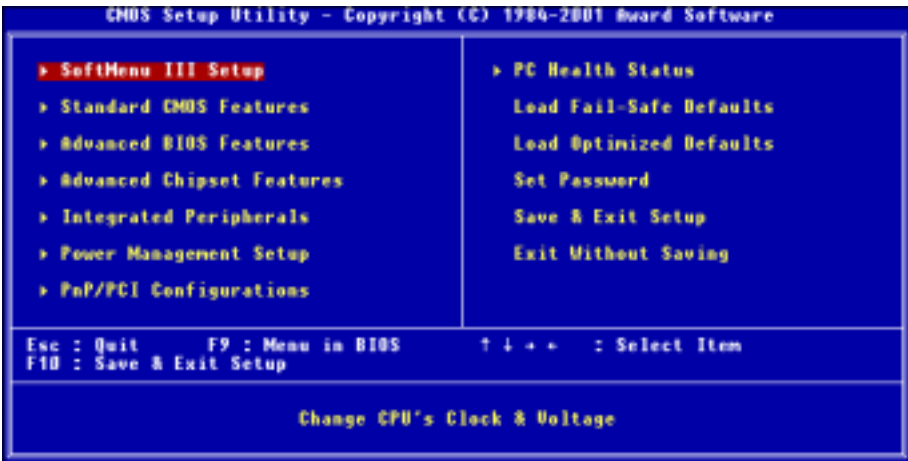 CMOS Setup Utility - Copyright (C) 1984-2001 Award Software
▸ SoftMenu III Setup
▸ Standard CMOS Features
▸ Advanced BIOS Features
▸ Advanced Chipset Features
▸ Integrated Peripherals
▸ Power Management Setup
▸ PnP/PCI Configurations
▸ PC Health Status
Load Fail-Safe Defaults
Load Optimized Defaults
Set Password
Save & Exit Setup
Exit Without Saving
Esc : Quit F9 : Menu in BIOS ↑ ↓ → ← : Select Item
F10 : Save & Exit Setup
Change CPU's Clock & Voltage